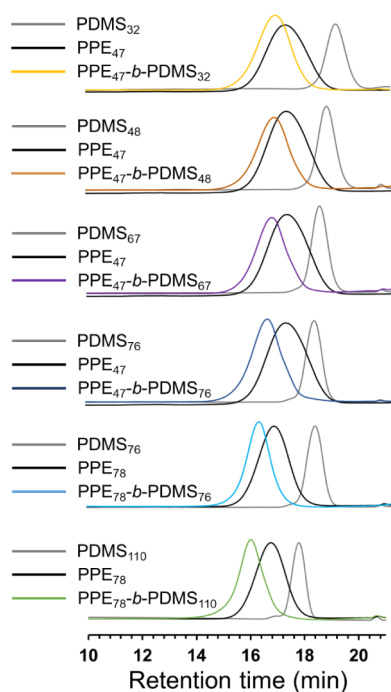 PDMS32
PPE47
PPE47-b-PDMS32
PDMS48
PPE47
PPE47-b-PDMS48
PDMS67
PPE47
PPE47-b-PDMS67
PDMS76
PPE47
PPE47-b-PDMS76
PDMS76
PPE78
PPE78-b-PDMS76
PDMS110
PPE78
PPE78-b-PDMS110
10 12 14 16 18 20
Retention time (min)